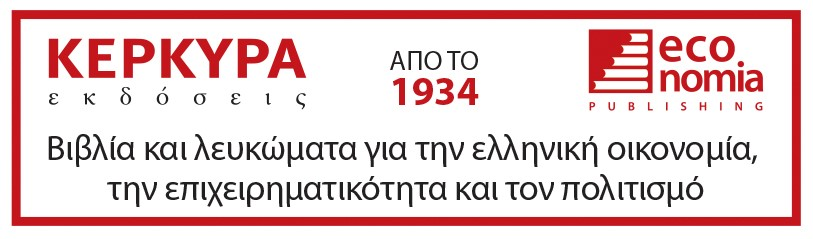 ΚΕΡΚΥΡΑ
εκδόσεις
ΑΠΟ ΤΟ
1934
eco
nomia
PUBLISHING
Βιβλία και λευκώματα για την ελληνική οικονομία,
την επιχειρηματικότητα και τον πολιτισμό